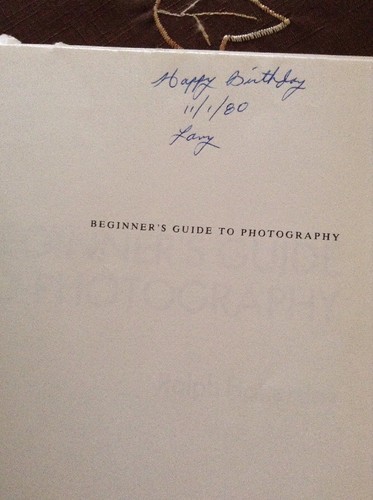 Happy Birthday
11/1/80
BEGINNER'S GUIDE TO PHOTOGRAPHY